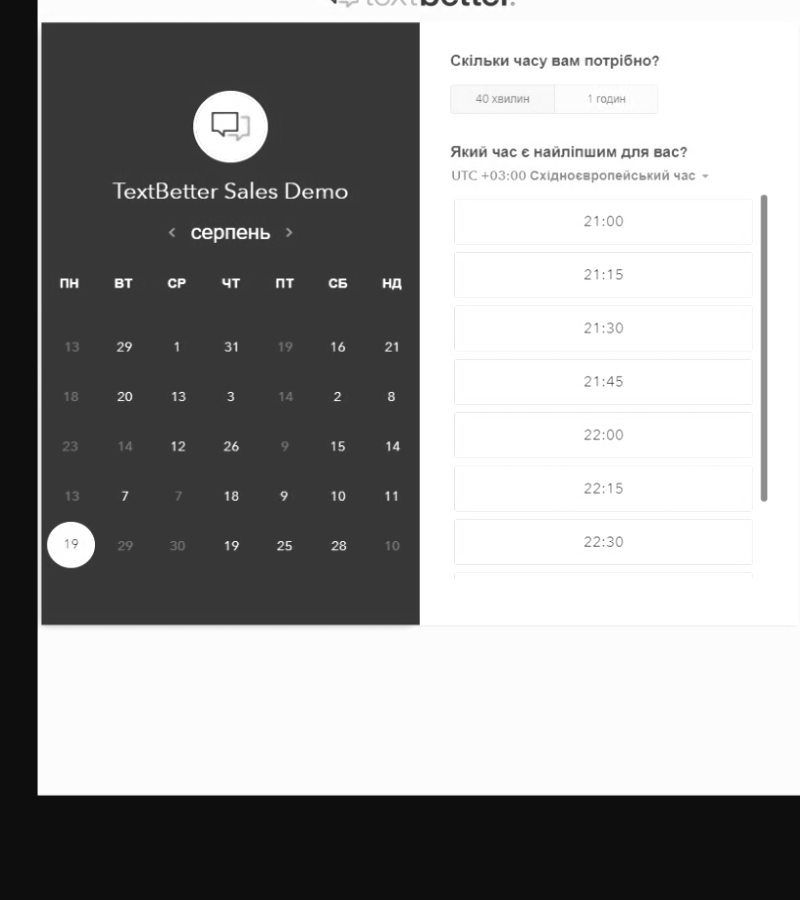 textbetter.
TextBetter Sales Demo
серпень
ПН ВТ СР ЧТ ПТ СБ НД
13 29 1 31 19 16 21
18 20 13 3 14 2 8
23 14 12 26 9 15 14
13 7 7 18 9 10 11
19 29 30 19 25 28 10
Скільки часу вам потрібно?
40 хвилин 1 годин
Який час є найліпшим для вас?
UTC +03:00 Східноєвропейський час
21:00
21:15
21:30
21:45
22:00
22:15
22:30